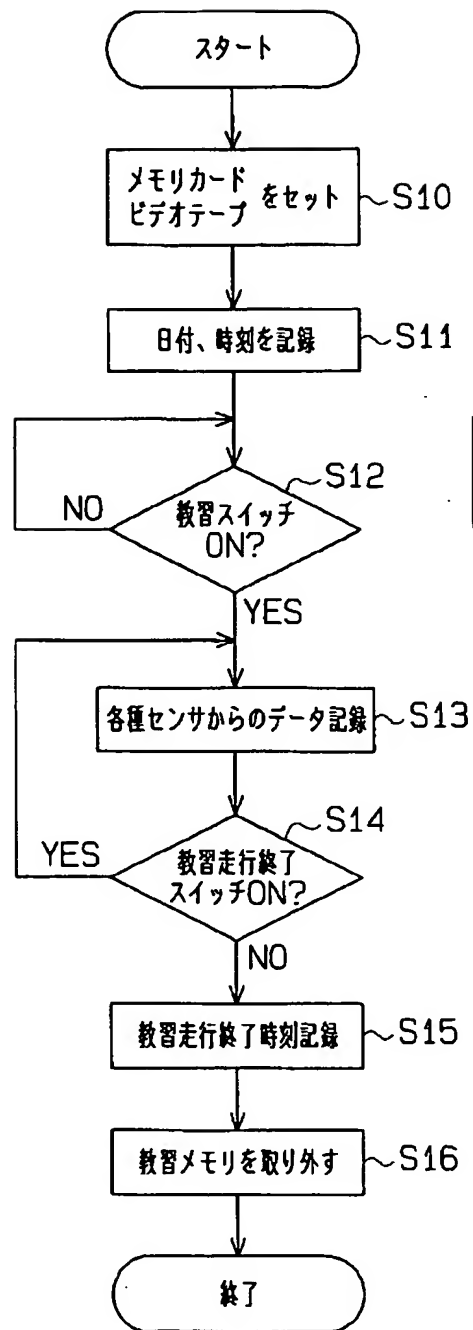 スタート
メモリカード
ビデオテープ をセット
S10
日付、時刻を記録
S11
S12
教習スイッチ
ON?
NO
YES
各種センサからのデータ記録
S13
S14
教習走行終了
スイッチON?
YES
NO
教習走行終了時刻記録
S15
教習メモリを取り外す
S16
終了